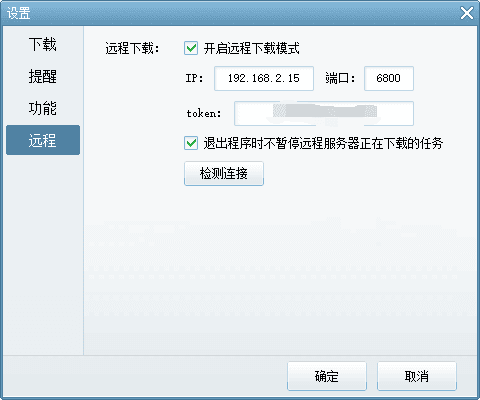 设置
下载
提醒
功能
远程
远程下载： 开启远程下载模式
IP： 192.168.2.15 端口： 6800
token：
退出程序时不暂停远程服务器正在下载的任务
检测连接
确定 取消